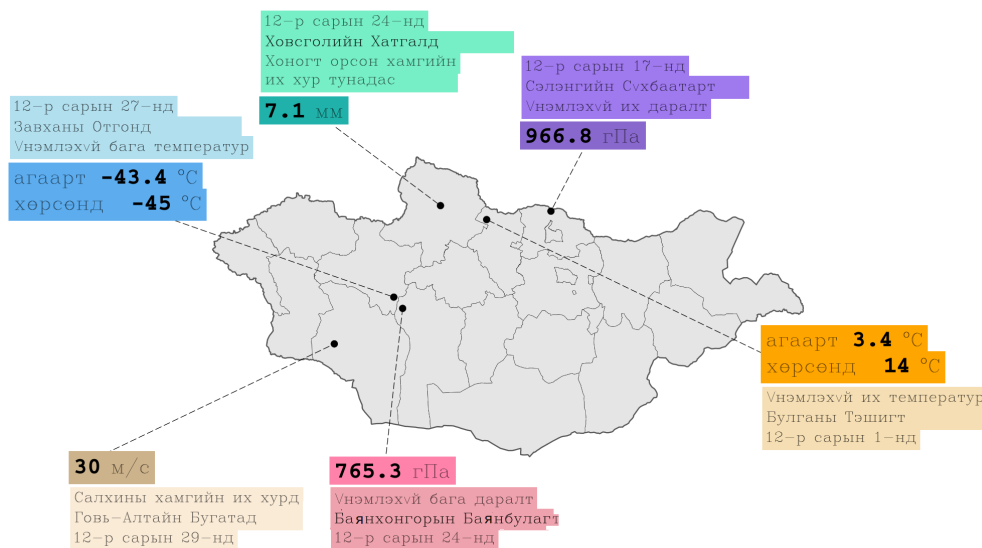 12-р сарын 24-нд
Ховсголийн Хатгалд
Хоногт орсон хамгийн
их хур тунадас
7.1 мм
12-р сарын 17-нд
Сэлэнгийн Сvхбаатарт
Vнэмлэхvй их даралт
966.8 гПа
12-р сарын 27-нд
Завханы Отгонд
Vнэмлэхvй бага температур
агаарт -43.4 °C
хөрсөнд -45 °C
агаарт 3.4 °C
хөрсөнд 14 °C
Vнэмлэхvй их температур
Булганы Тэшигт
12-р сарын 1-нд
30 м/с
Салхины хамгийн их хурд
Говь-Алтайн Бугатад
12-р сарын 29-нд
765.3 гПа
Vнэмлэхvй бага даралт
Баянхонгорын Баянбулагт
12-р сарын 24-нд